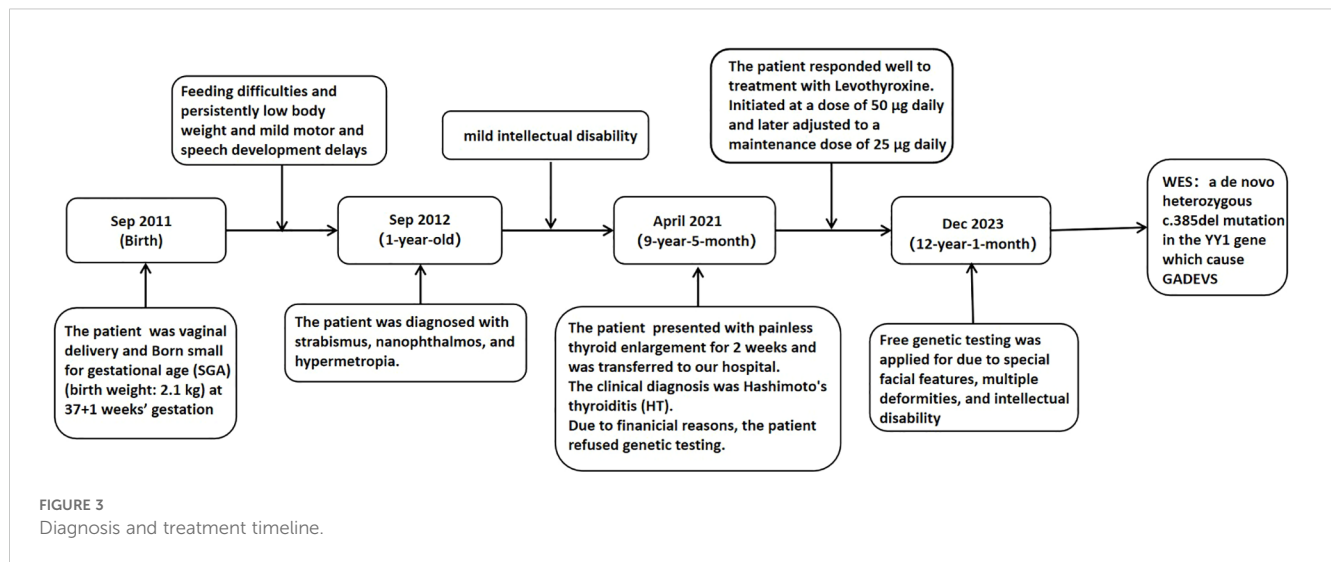 Feeding difficulties and
persistently low body
weight and mild motor and
speech development delays
mild intellectual disability
The patient responded well to
treatment with Levothyroxine.
Initiated at a dose of 50 μg daily
and later adjusted to a
maintenance dose of 25 μg daily
Sep 2011
(Birth)
Sep 2012
(1-year-old)
April 2021
(9-year-5-month)
Dec 2023
(12-year-1-month)
WES: a de novo
heterozygous
c.385del mutation
in the YY1 gene
which cause
GADEVS
The patient was vaginal
delivery and Born small
for gestational age (SGA)
(birth weight: 2.1 kg) at
37+1 weeks’ gestation
The patient was diagnosed with
strabismus, nanophthalmos, and
hypermetropia.
The patient presented with painless
thyroid enlargement for 2 weeks and
was transferred to our hospital.
The clinical diagnosis was Hashimoto's
thyroiditis (HT).
Due to finanicial reasons, the patient
refused genetic testing.
Free genetic testing was
applied for due to special
facial features, multiple
deformities, and intellectual
disability
FIGURE 3
Diagnosis and treatment timeline.